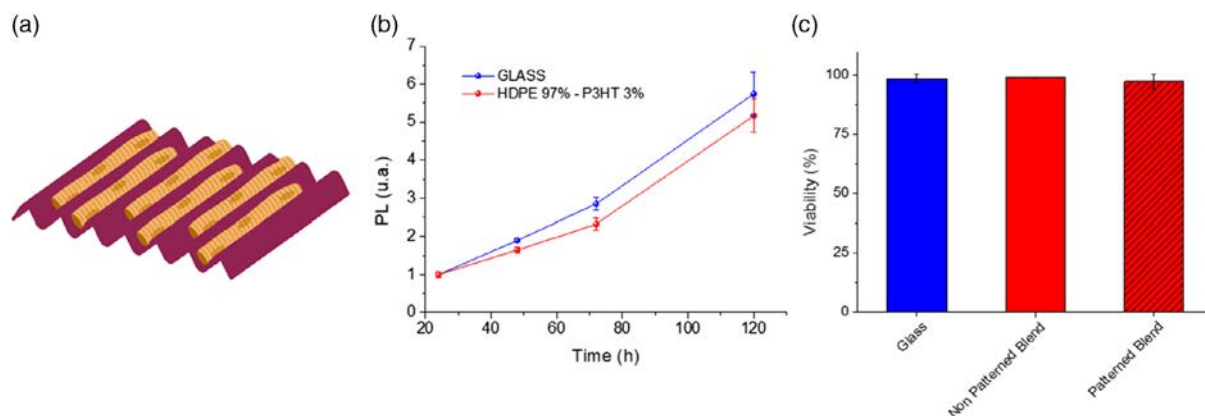 (a)
(b)
7
6
5
4
3
2
1
0
PL (u.a.)
GLASS
HDPE 97% - P3HT 3%
20
40
60
80
100
120
Time (h)
(c)
100
75
50
25
0
Viability (%)
Glass
Non Patterned Blend
Patterned Blend